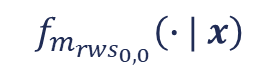 f_{m_{rws_{0,0}}}(· | x)